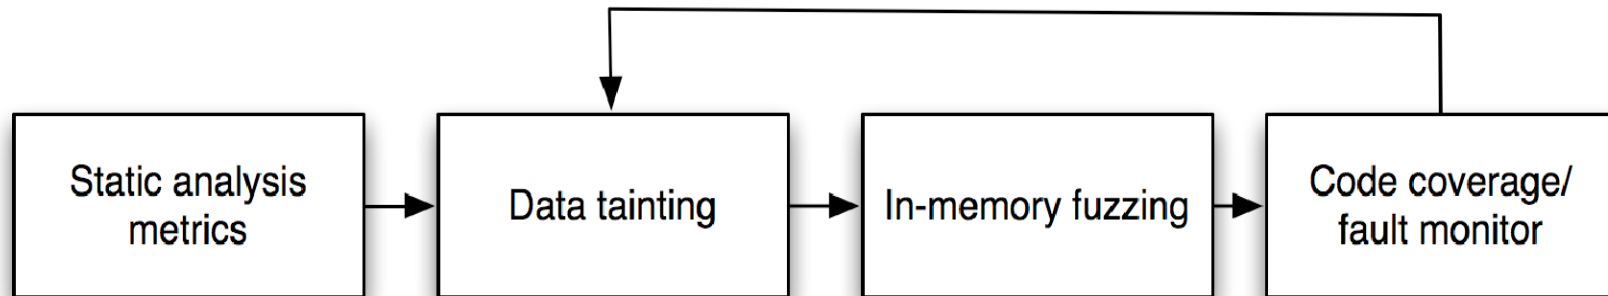 Static analysis
metrics
Data tainting
In-memory fuzzing
Code coverage/
fault monitor